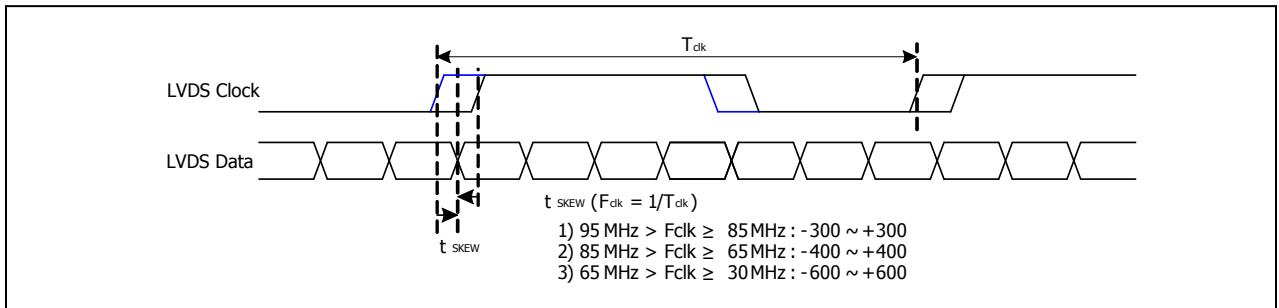 Tclk
LVDS Clock
LVDS Data
t SKEW (Fclk = 1/Tclk)
1) 95 MHz > Fclk ≥ 85 MHz : -300 ~ +300
t SKEW
2) 85 MHz > Fclk ≥ 65 MHz : -400 ~ +400
3) 65 MHz > Fclk ≥ 30 MHz : -600 ~ +600